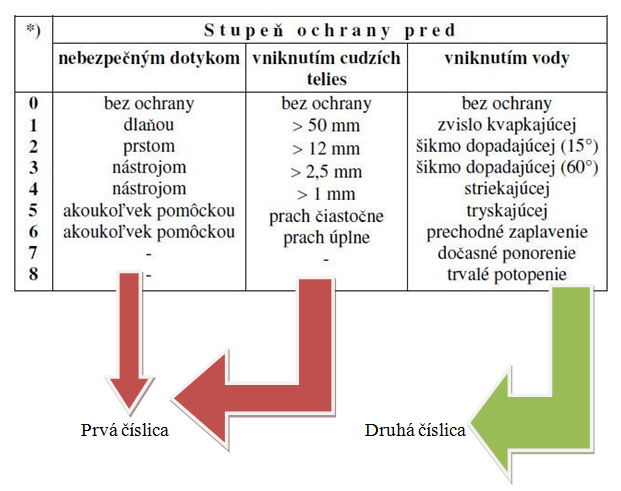 *) Stupeň ochrany pred
nebezpečným dotykom vniknutím cudzích telies vniknutím vody
0 bez ochrany bez ochrany bez ochrany
1 dlaňou > 50 mm zvislo kvapkajúcej
2 prstom > 12 mm šikmo dopadajúcej (15°)
3 nástrojom > 2,5 mm šikmo dopadajúcej (60°)
4 nástrojom > 1 mm striekajúcej
5 akoukoľvek pomôckou prach čiastočne tryskajúcej
6 akoukoľvek pomôckou prach úplne prechodné zaplavenie
7 - - dočasné ponorenie
8 - trvalé potopenie
Prvá číslica Druhá číslica